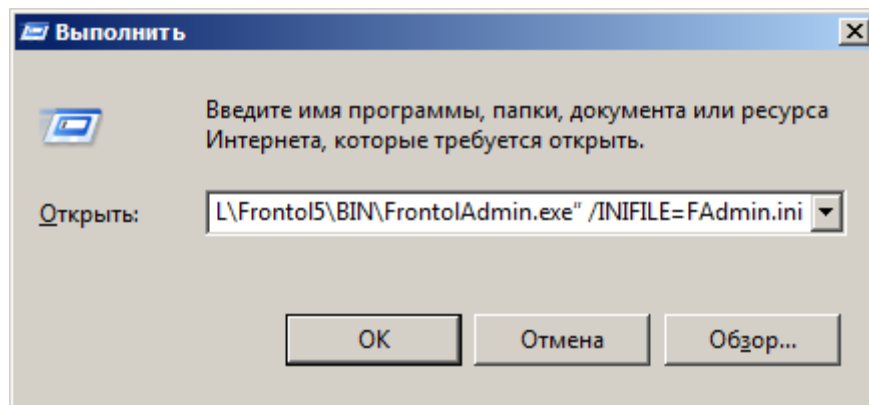 Выполнить
Введите имя программы, папки, документа или ресурса
Интернета, которые требуется открыть.
Открыть:
L\Frontol5\BIN\FrontolAdmin.exe" /INIFILE=FAdmin.ini
ОК
Отмена
Обзор...